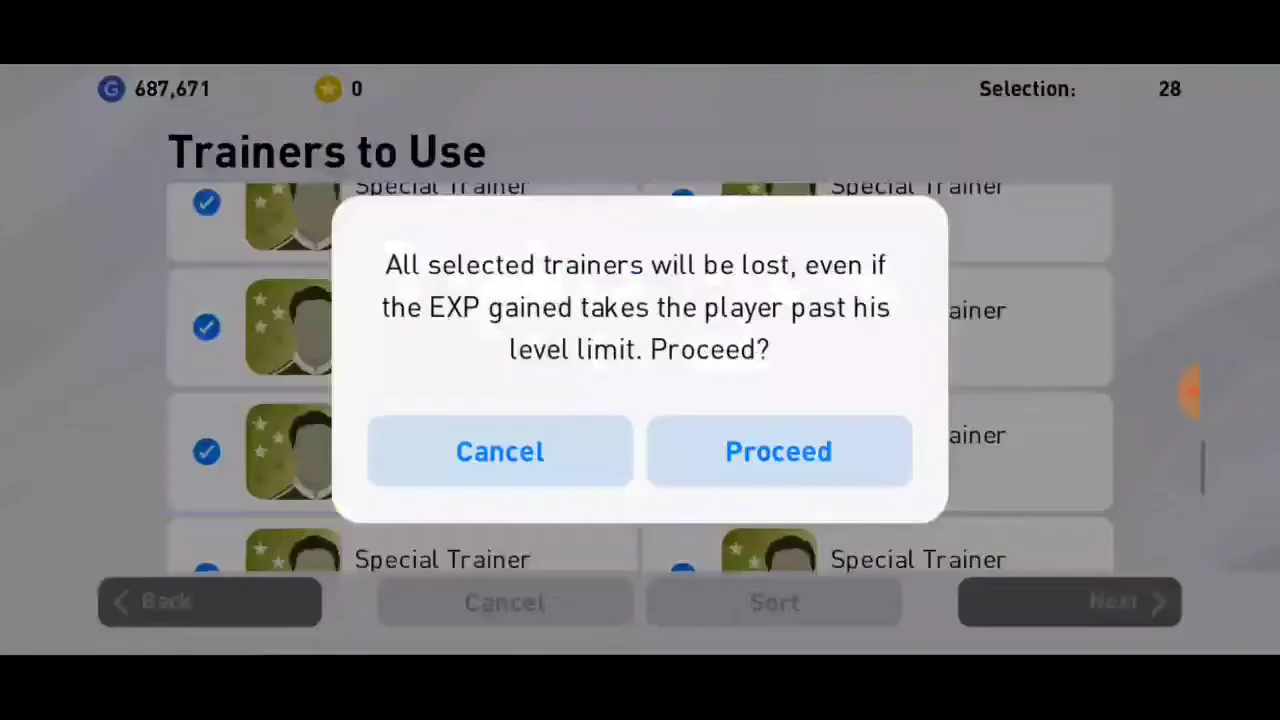 G 687,671 0 Selection: 28
Trainers to Use
Special Trainer Special Trainer
All selected trainers will be lost, even if
the EXP gained takes the player past his
level limit. Proceed?
ainer
ainer
Cancel Proceed
Special Trainer Special Trainer
Back Cancel Sort Next